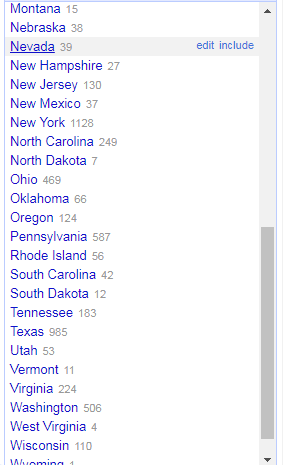 Montana 15
Nebraska 38
Nevada 39 edit include
New Hampshire 27
New Jersey 130
New Mexico 37
New York 1128
North Carolina 249
North Dakota 7
Ohio 469
Oklahoma 66
Oregon 124
Pennsylvania 587
Rhode Island 56
South Carolina 42
South Dakota 12
Tennessee 183
Texas 985
Utah 53
Vermont 11
Virginia 224
Washington 506
West Virginia 4
Wisconsin 110
Wyoming 1